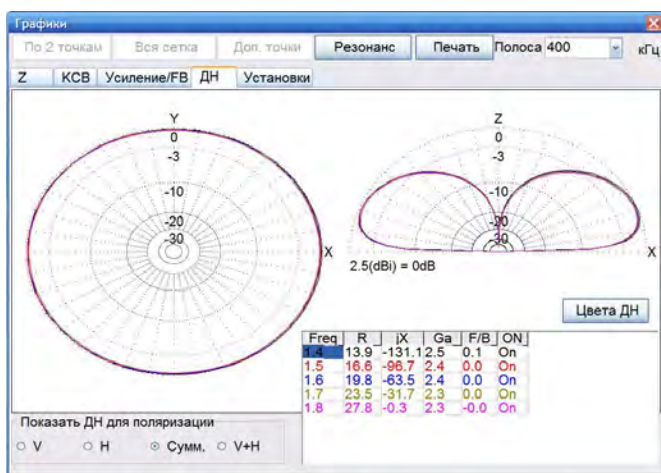 Графики
По 2 точкам Вся сетка Доп. точки Резонанс Печать Полоса 400 кГц
Z КСВ Усиление/FB ДН Установки
Y
0
-3
-10
-20
-30
X
Z
0
-3
-10
-20
-30
X
2.5(dBi) = 0dB
Цвета ДН
Freq R jX Ga F/B ON
1.4 13.9 -131.1 2.5 0.1 On
1.5 16.6 -96.7 2.4 0.0 On
1.6 19.8 -63.5 2.4 0.0 On
1.7 23.5 -31.7 2.3 0.0 On
1.8 27.8 -0.3 2.3 -0.0 On
Показать ДН для поляризации
V H Сумм. V+H